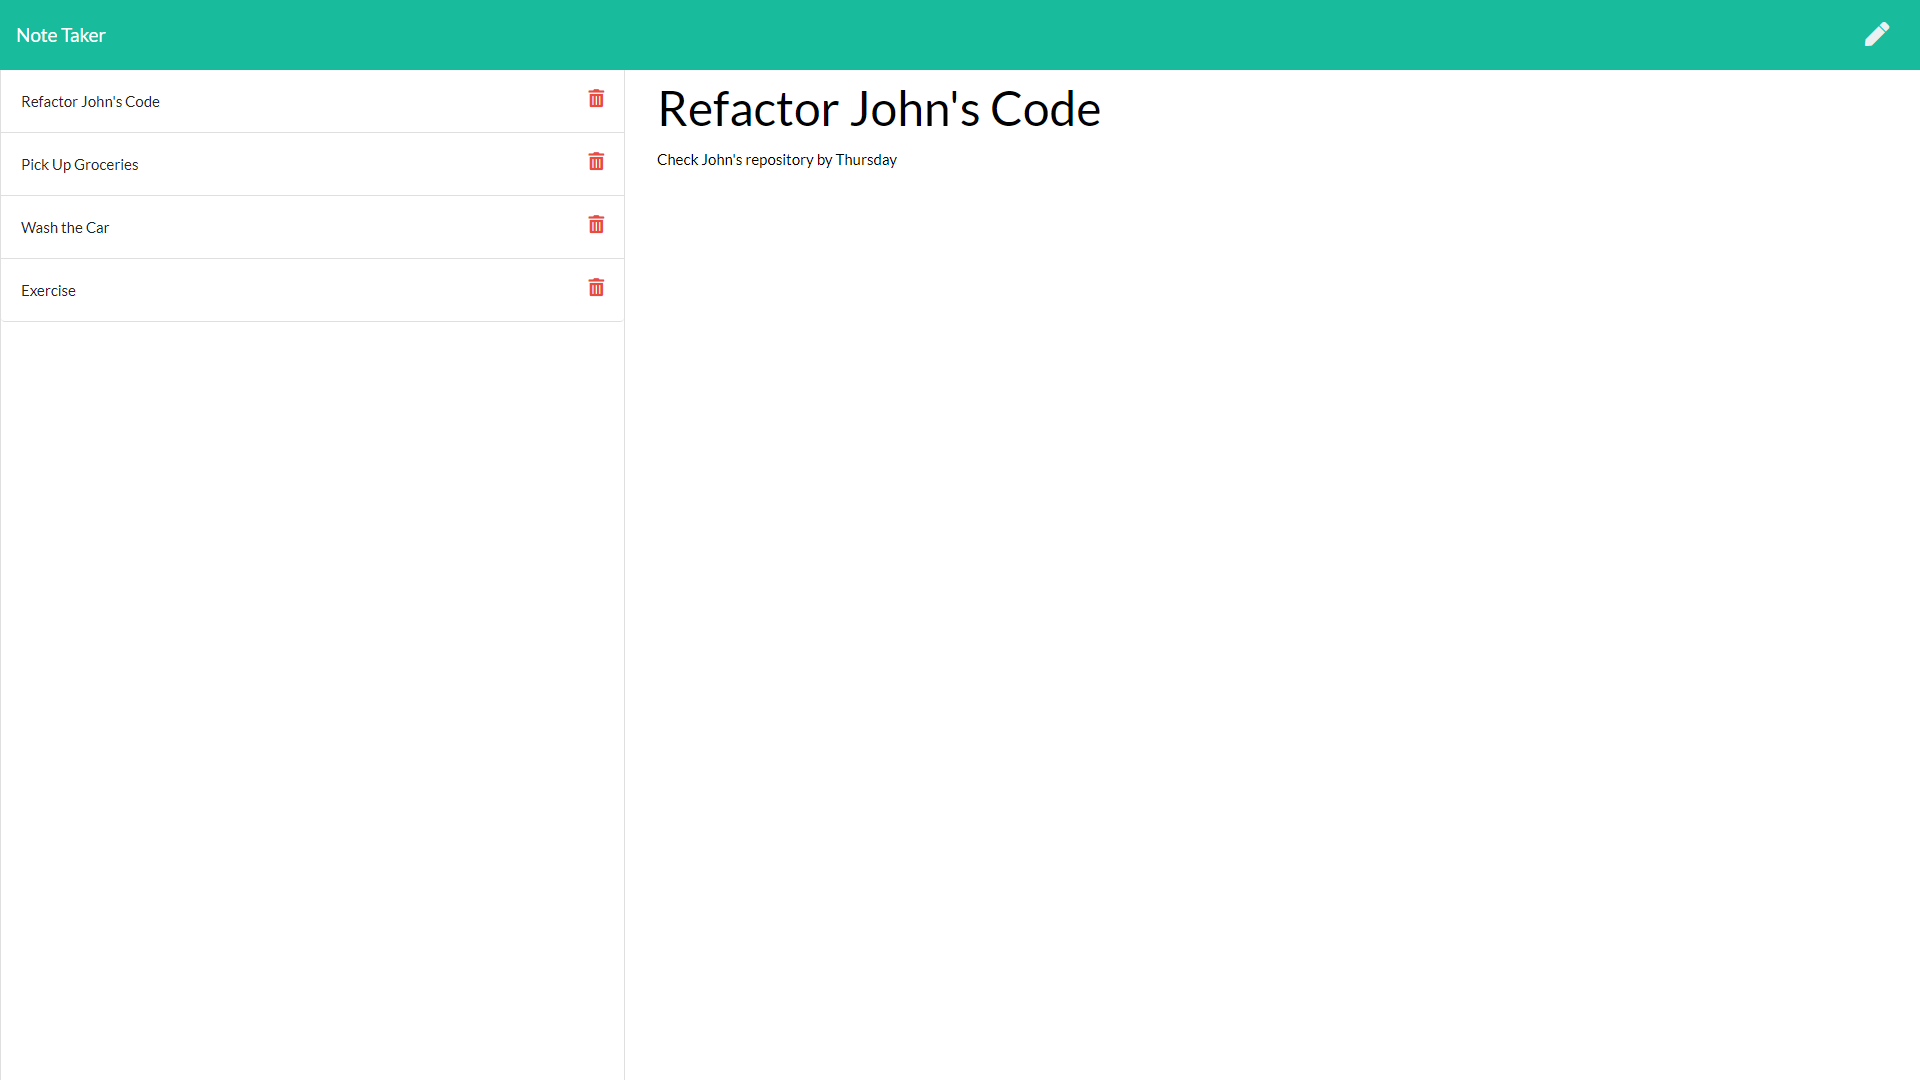 Note Taker
Refactor John's Code
Pick Up Groceries
Wash the Car
Exercise
Refactor John's Code
Check John's repository by Thursday